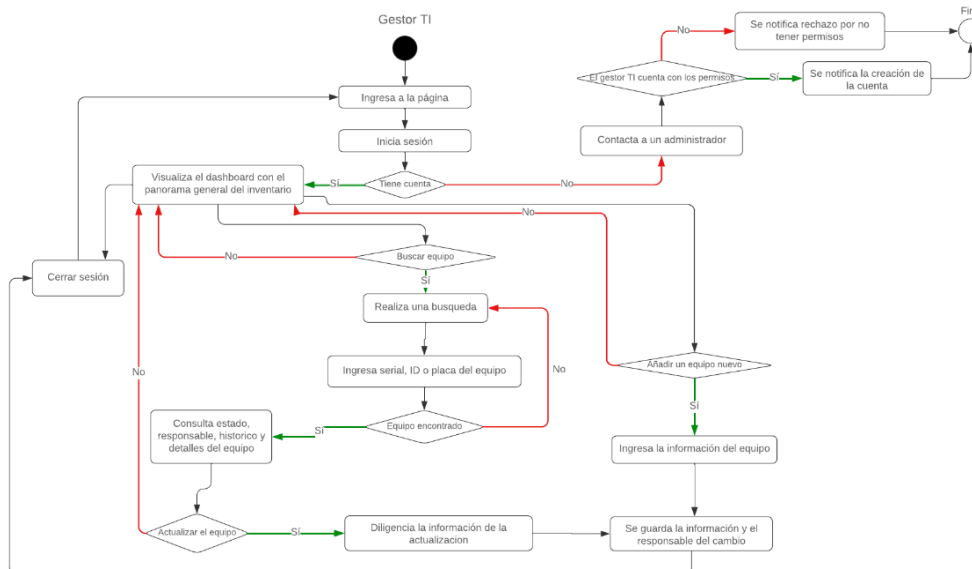 Gestor TI
Fin
Se notifica rechazo por no
tener permisos
No
El gestor TI cuenta con los permisos
Sí
Se notifica la creación de
la cuenta
Ingresa a la página
Contacta a un administrador
Inicia sesión
Visualiza el dashboard con el
panorama general del inventario
Sí
Tiene cuenta
No
No
Buscar equipo
No
Cerrar sesión
Sí
Realiza una busqueda
No
Ingresa serial, ID o placa del equipo
No
Añadir un equipo nuevo
Sí
Consulta estado,
responsable, historico y
detalles del equipo
Sí
Equipo encontrado
Ingresa la información del equipo
Actualizar el equipo
Sí
Diligencia la información de la
actualizacion
Se guarda la información y el
responsable del cambio